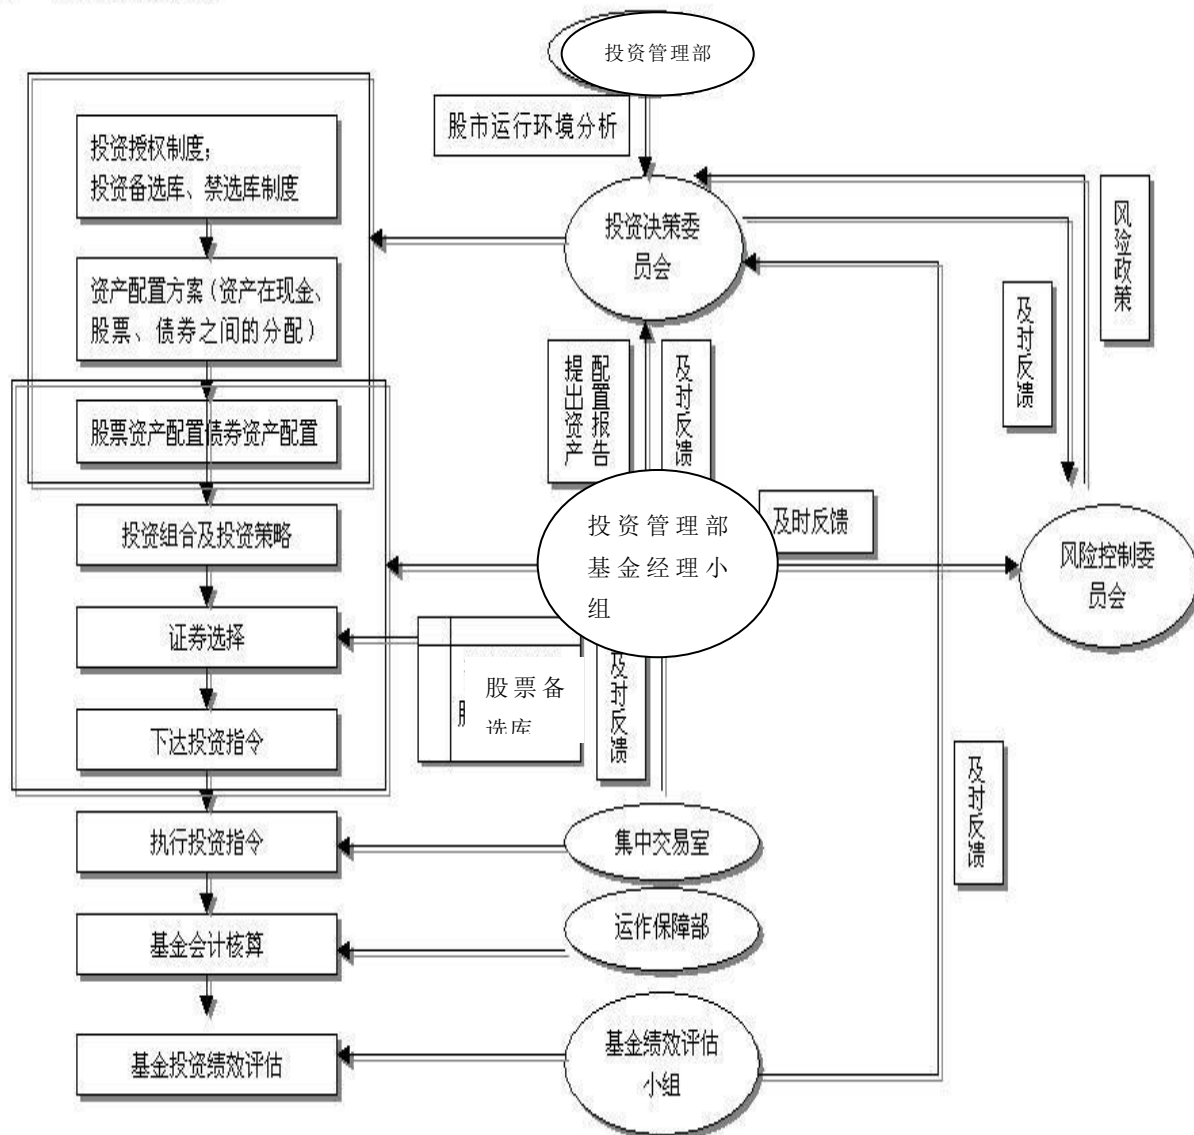 投资管理部
股市运行环境分析
投资授权制度；
投资备选库、禁选库制度
投资决策委
员会
风险政策
资产配置方案（资产在现金、
股票、债券之间的分配）
及时反馈
提出资产
配置报告
及时反馈
股票资产配置债券资产配置
投资管理部
基金经理小
组
及时反馈
投资组合及投资策略
风险控制委
员会
证券选择
股票备
选库
及时反馈
下达投资指令
及时反馈
执行投资指令
集中交易室
基金会计核算
运作保障部
基金投资绩效评估
基金绩效评估
小组